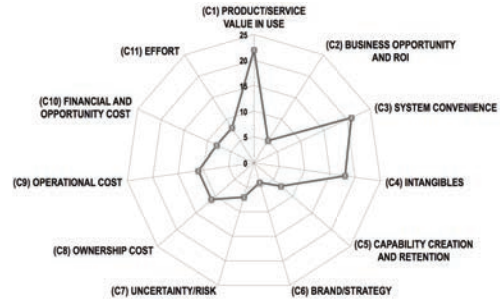 (C1) PRODUCT/SERVICE
VALUE IN USE
25
(C2) BUSINESS OPPORTUNITY
AND ROI
(C11) EFFORT
20
15
(C10) FINANCIAL AND
OPPORTUNITY COST
(C3) SYSTEM CONVENIENCE
10
5
0
(C9) OPERATIONAL COST
(C4) INTANGIBLES
(C8) OWNERSHIP COST
(C5) CAPABILITY CREATION
AND RETENTION
(C7) UNCERTAINTY/RISK
(C6) BRAND/STRATEGY